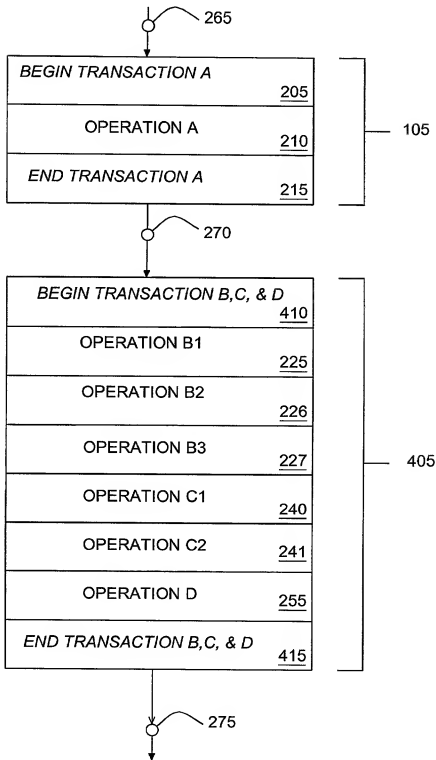 265
BEGIN TRANSACTION A
205
OPERATION A
210
105
END TRANSACTION A
215
270
BEGIN TRANSACTION B,C, & D
410
OPERATION B1
225
OPERATION B2
226
OPERATION B3
227
405
OPERATION C1
240
OPERATION C2
241
OPERATION D
255
END TRANSACTION B,C, & D
415
275